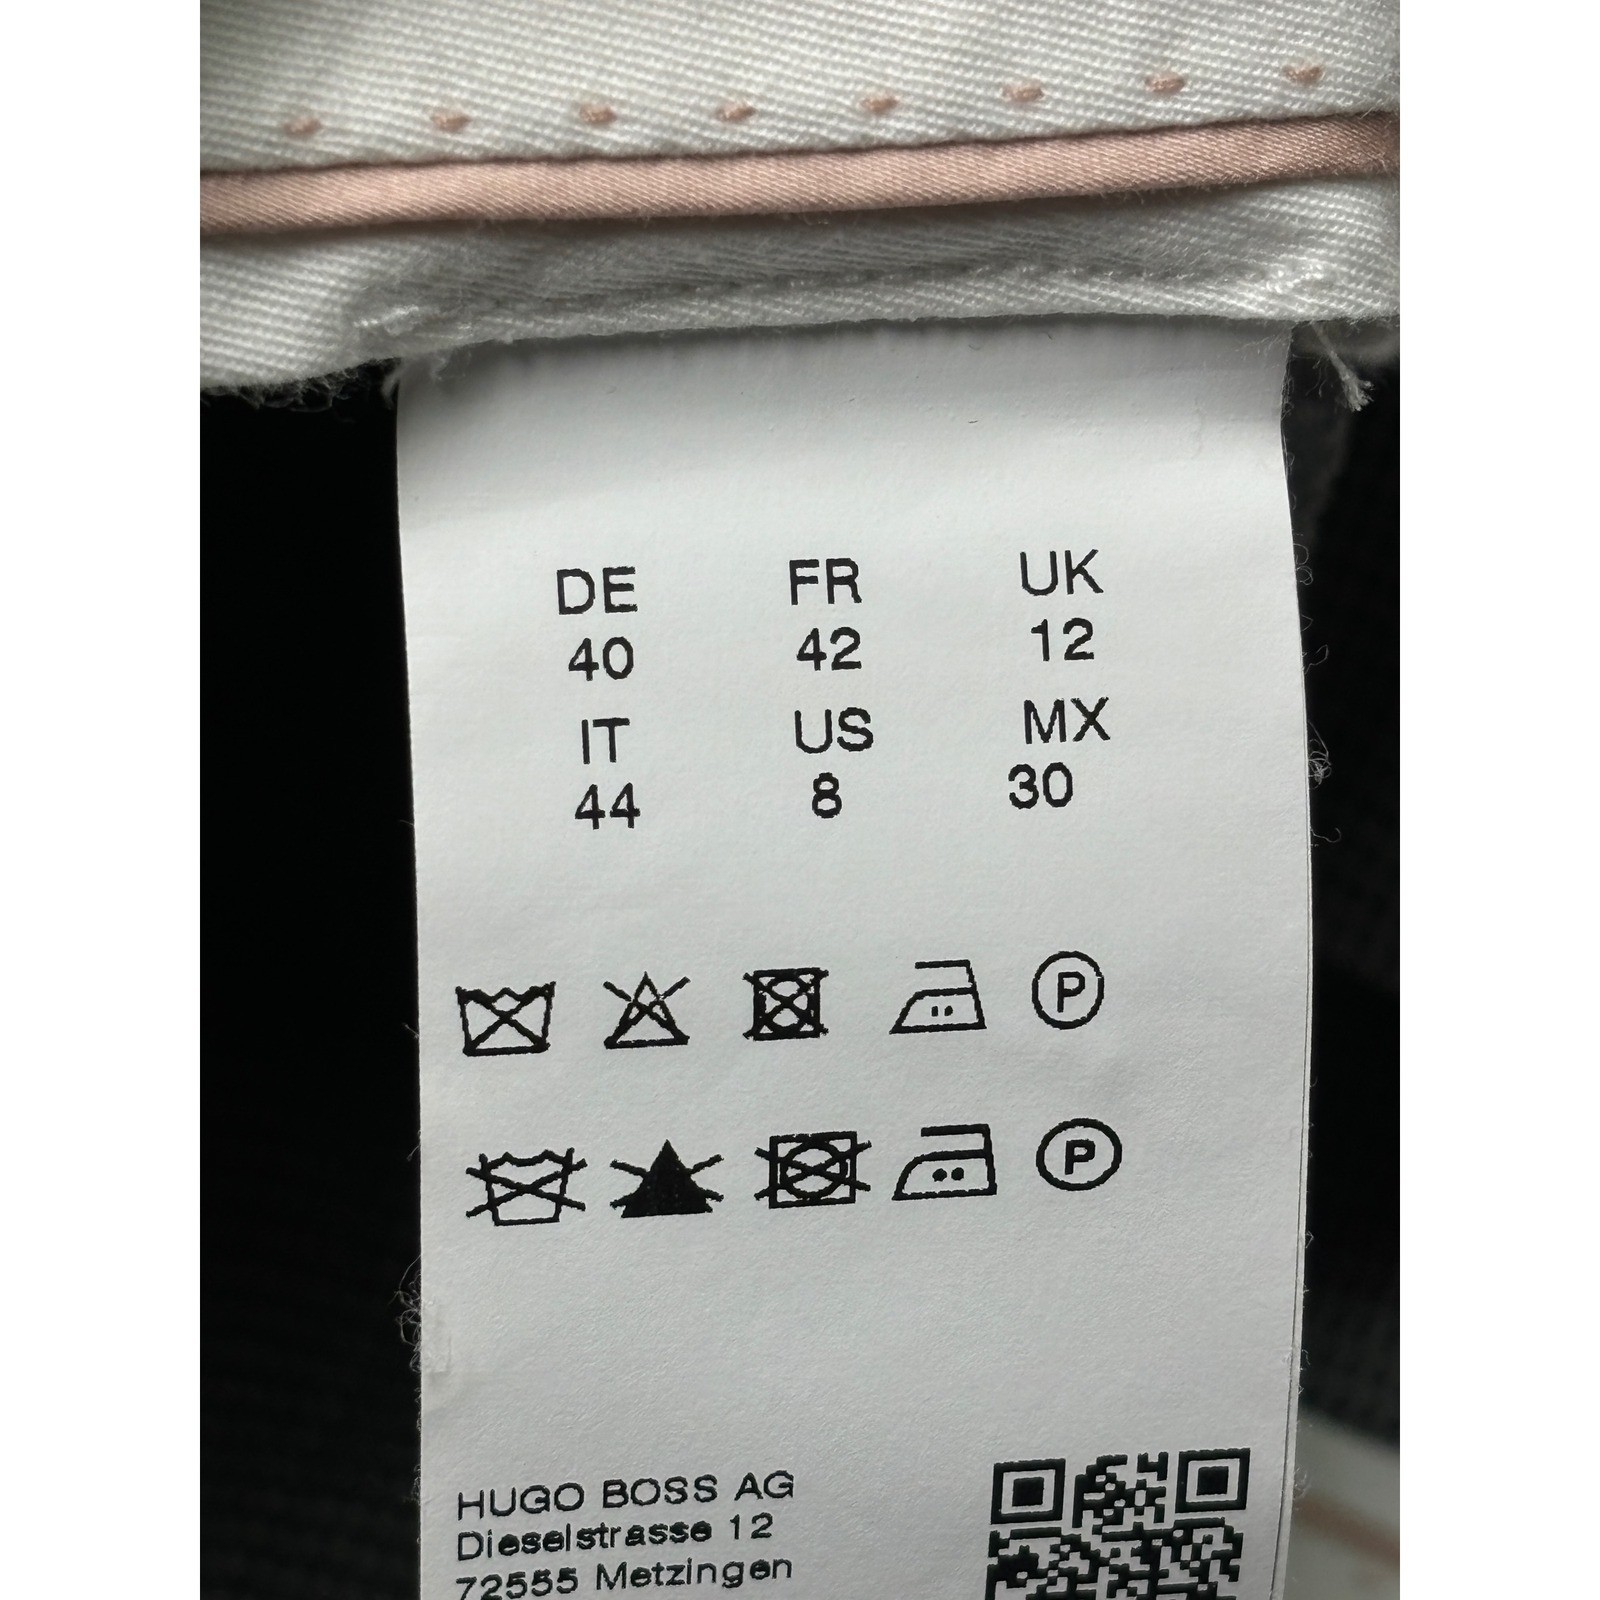 DE FR UK
40 42 12
IT US MX
44 8 30
P
P
HUGO BOSS AG
Dieselstrasse 12
72555 Metzingen